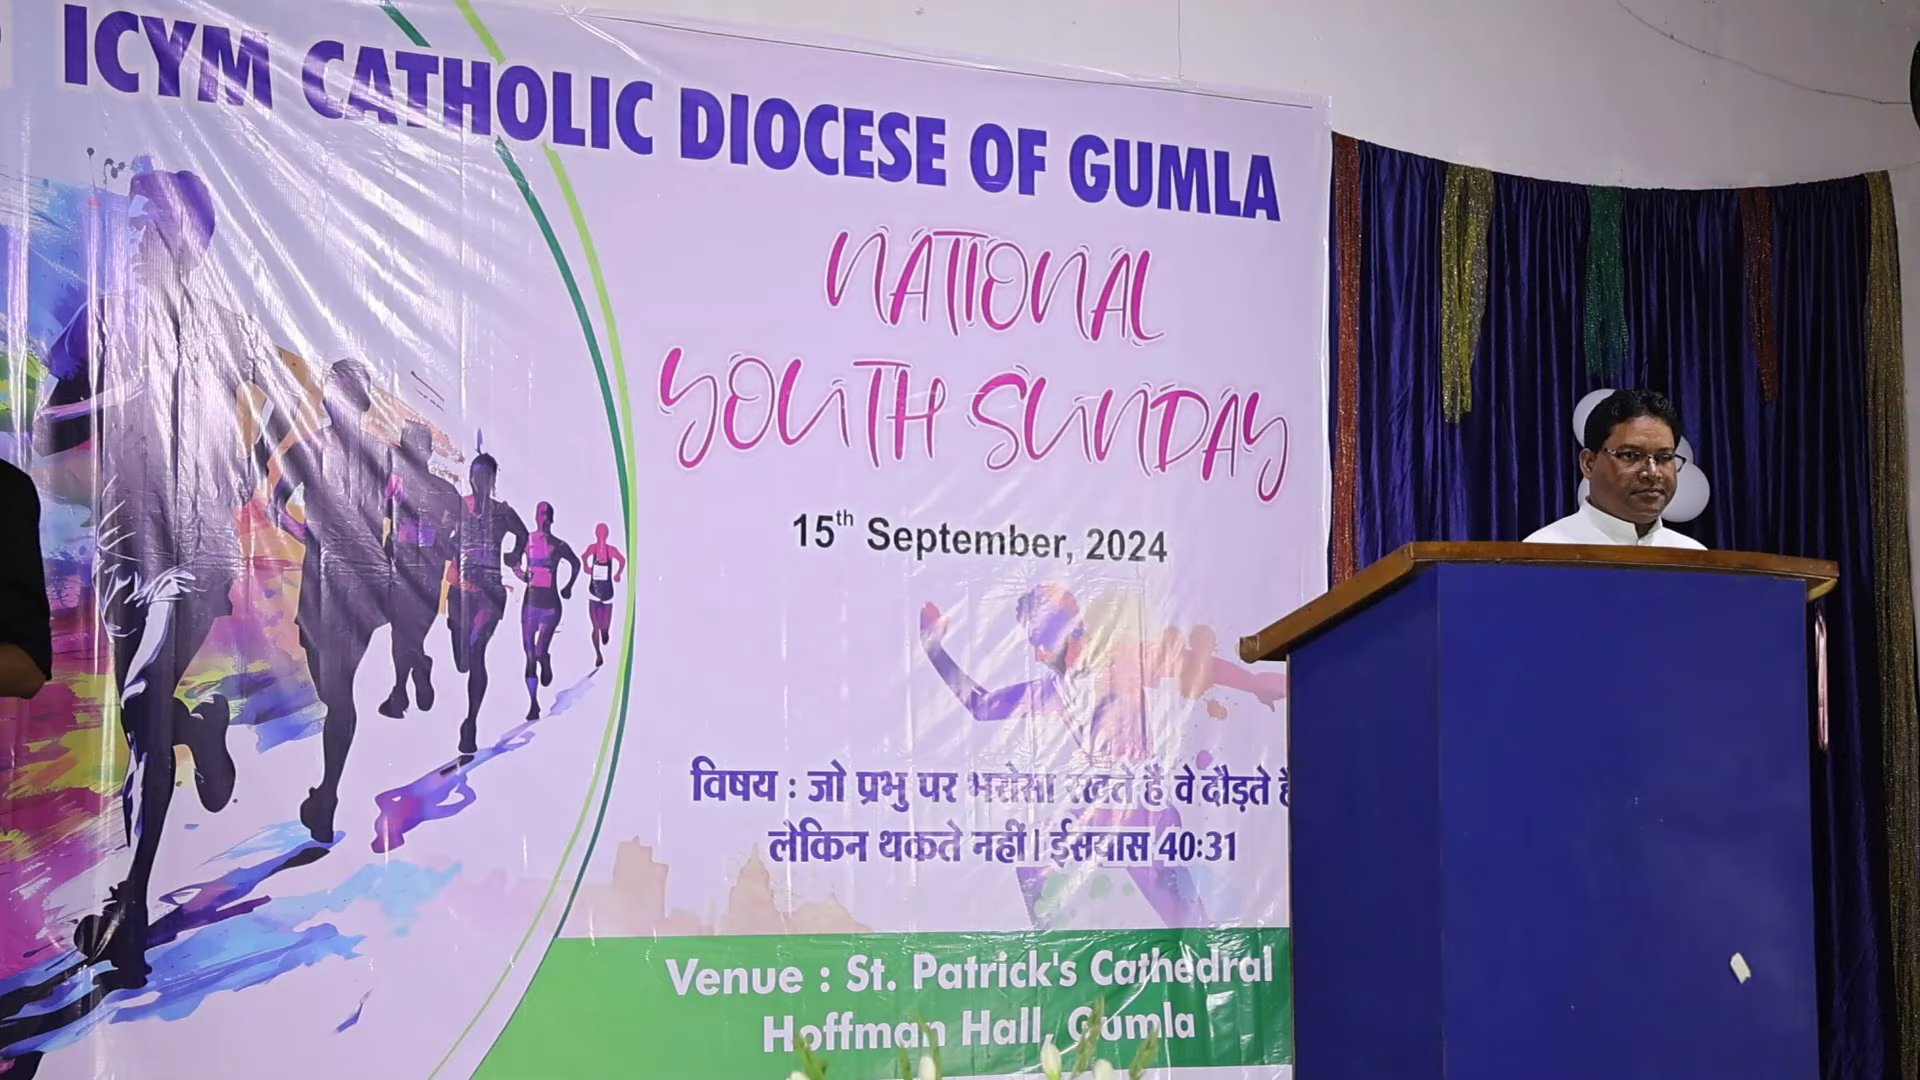 ICYM CATHOLIC DIOCESE OF GUMLA
NATIONAL
YOUTH SUNDAY
15th September, 2024
विषय : जो प्रभु पर भरोसा रखते है, वे दौड़ते है
लेकिन थकते नहीं। ईसयास 40:31
Venue : St. Patrick's Cathedral
Hoffman Hall, Gumla